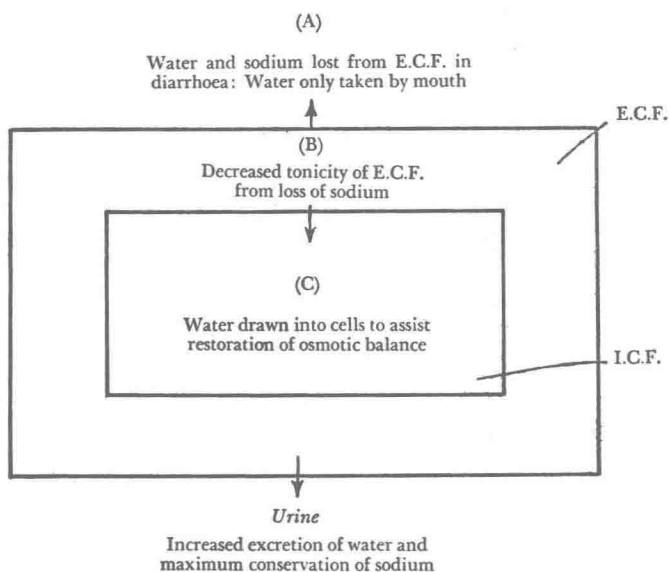 (A)
Water and sodium lost from E.C.F. in
diarrhoea: Water only taken by mouth
E.C.F.
(B)
Decreased tonicity of E.C.F.
from loss of sodium
(C)
Water drawn into cells to assist
restoration of osmotic balance
I.C.F.
Urine
Increased excretion of water and
maximum conservation of sodium